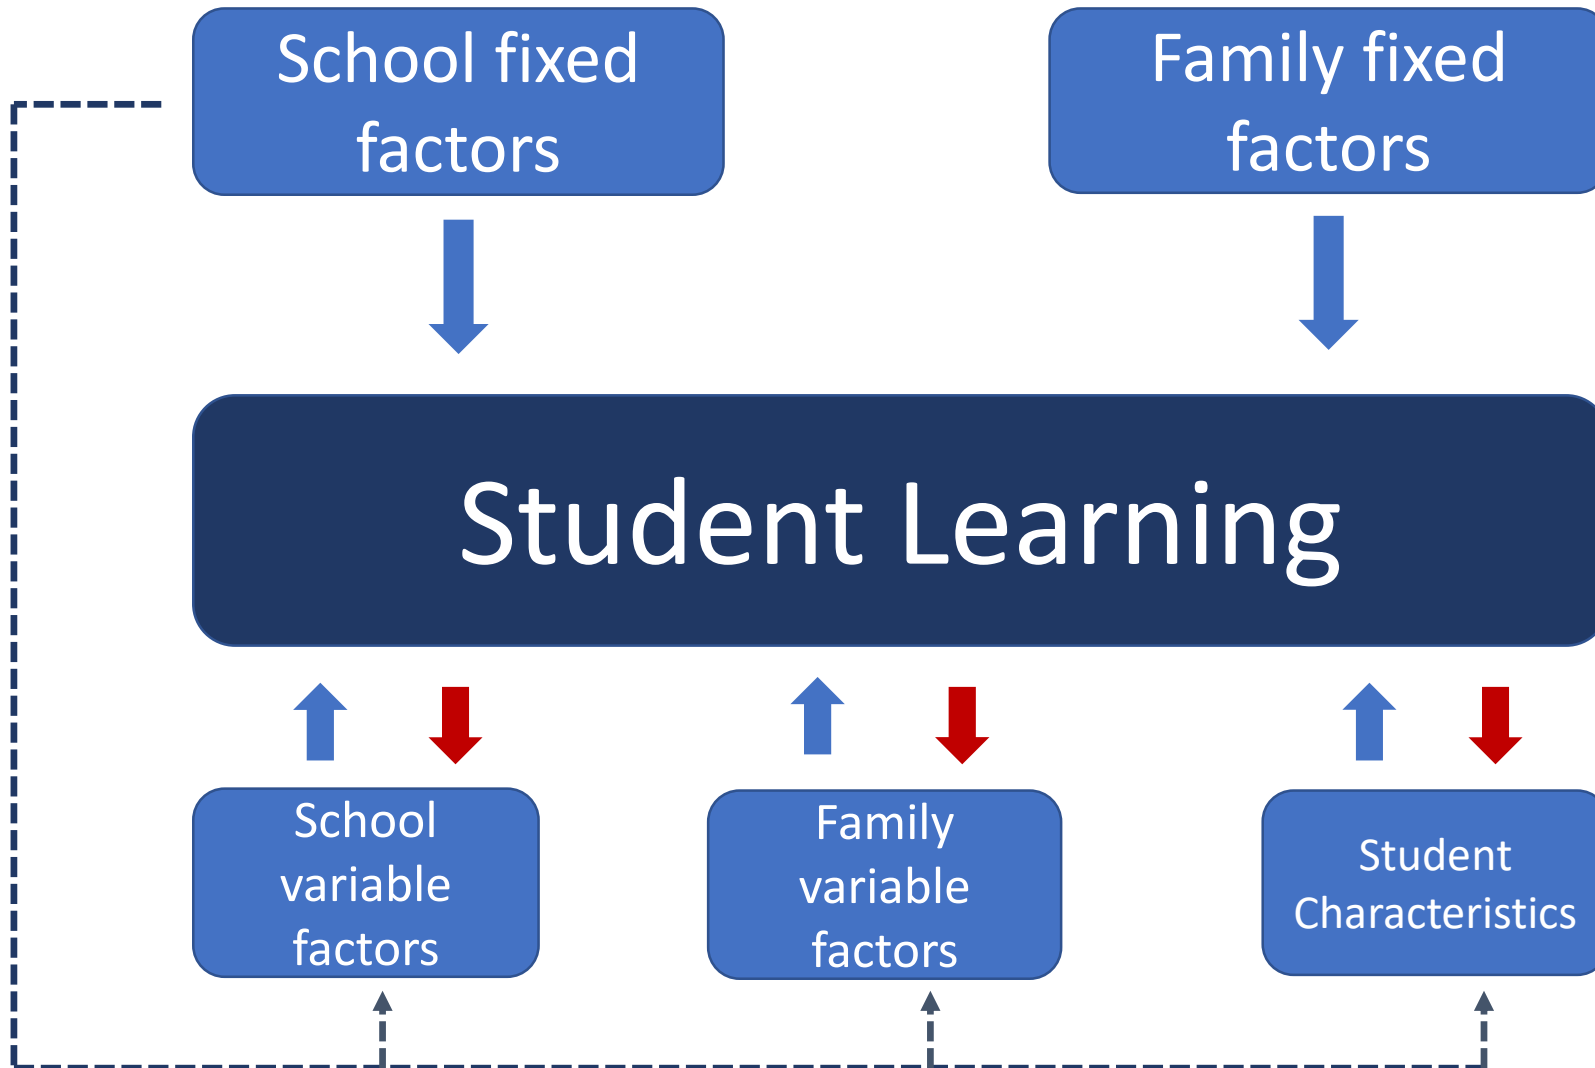 School fixed
factors
Family fixed
factors
Student Learning
School
variable
factors
Family
variable
factors
Student
Characteristics